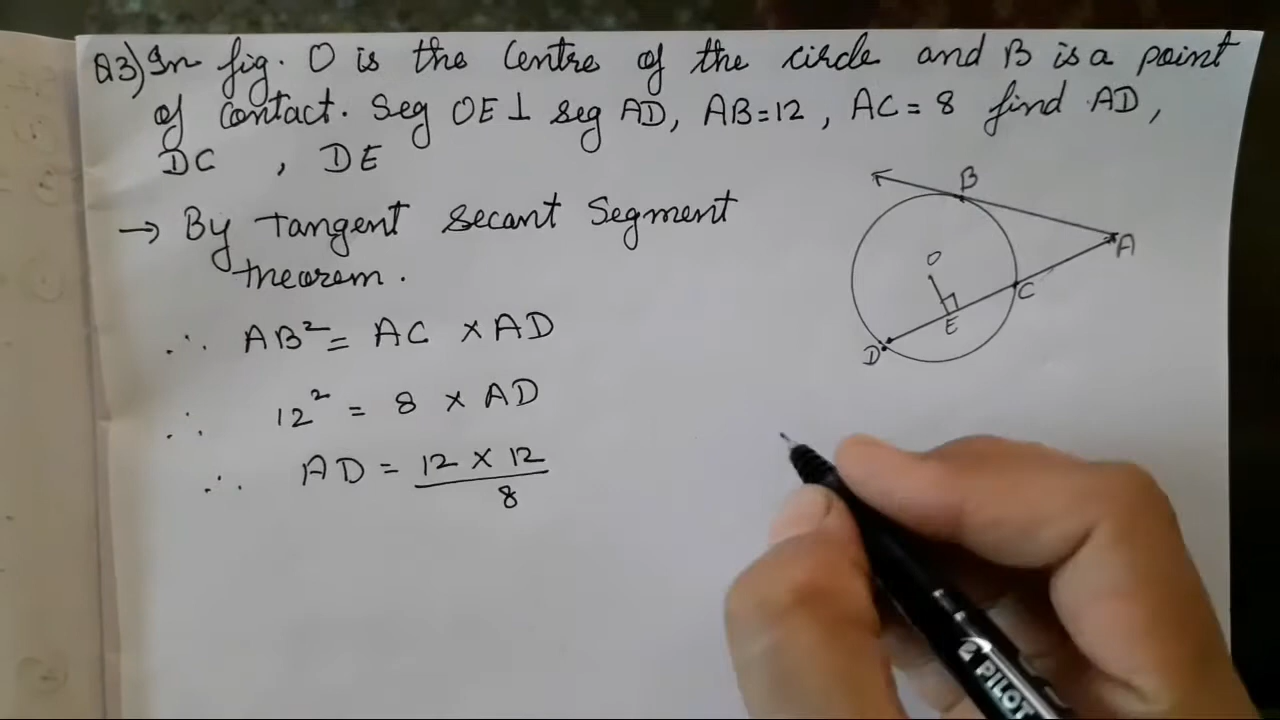 Q3) In fig. O is the Centre of the circle and B is a point
of contact. Seg OE ⊥ seg AD, AB=12, AC=8 find AD,
DC , DE
→ By Tangent Secant Segment
theorem.
∴ AB² = AC × AD
∴ 12² = 8 × AD
∴ AD = 12 × 12
8
B
A
O
C
E
D
PILOT